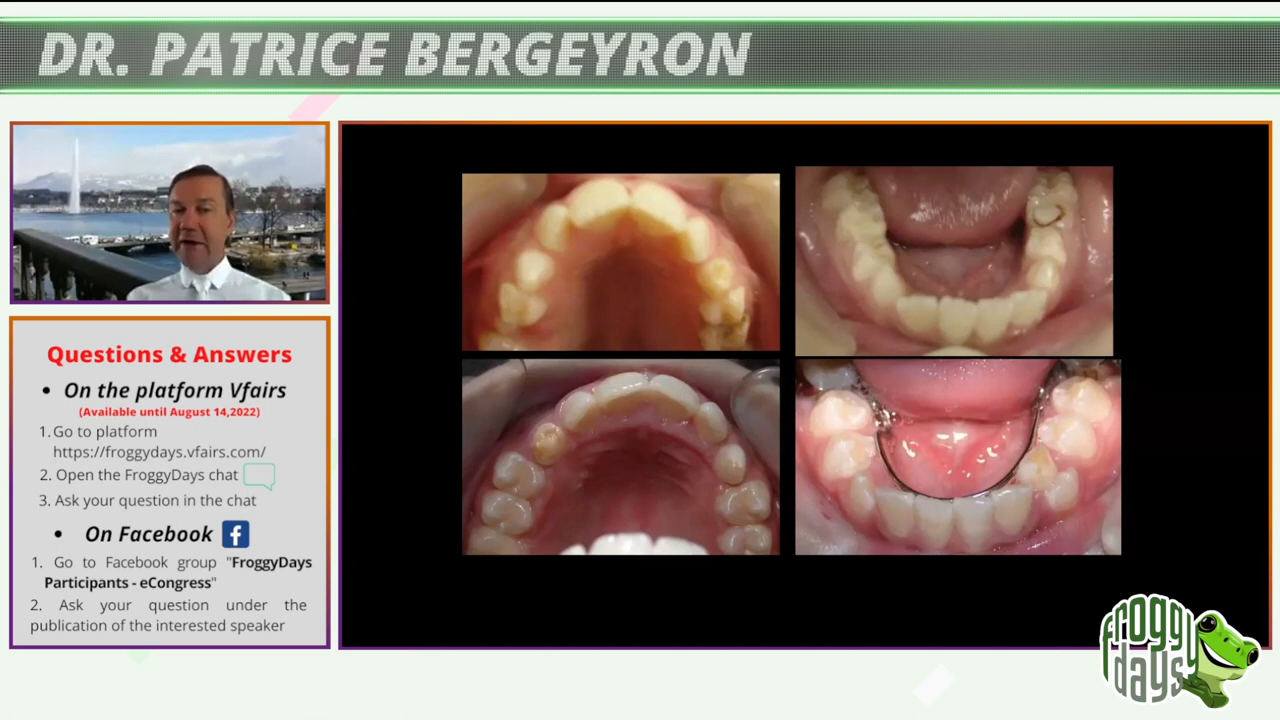 DR. PATRICE BERGEYRON
Questions & Answers
• On the platform Vfairs
(Available until August 14,2022)
1. Go to platform
https://froggydays.vfairs.com/
2. Open the FroggyDays chat
3. Ask your question in the chat
• On Facebook f
1. Go to Facebook group "FroggyDays
Participants - eCongress"
2. Ask your question under the
publication of the interested speaker
froggy
days